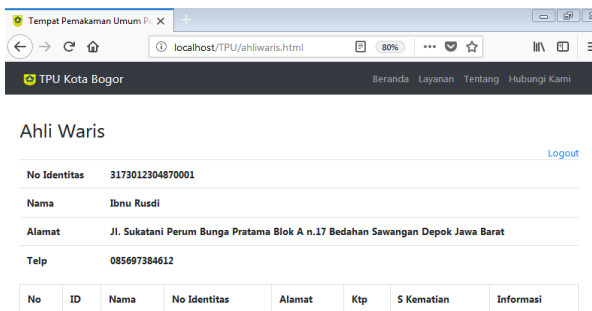 Tempat Pemakaman Umum
localhost/TPU/ahliwaris.html 80%
TPU Kota Bogor Beranda Layanan Tentang Hubungi Kami
Ahli Waris
Logout
No Identitas 3173012304870001
Nama Ibnu Rusdi
Alamat Jl. Sukatani Perum Bunga Pratama Blok A n.17 Bedahan Sawangan Depok Jawa Barat
Telp 085697384612
No ID Nama No Identitas Alamat Ktp S Kematian Informasi